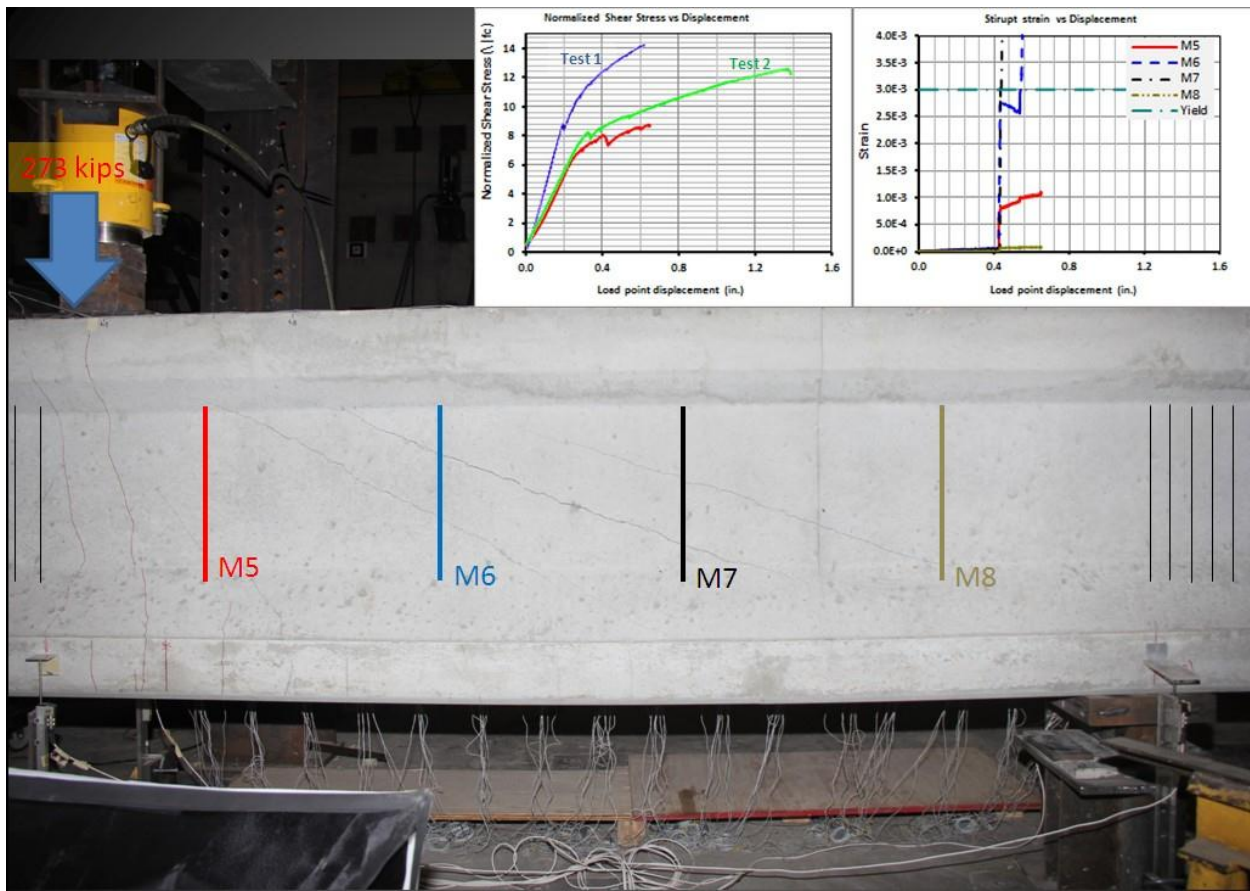 273 kips
Normalized Shear Stress vs Displacement
Normalized Shear Stress (\|fc)
14
12
10
8
6
4
2
0
Test 1
Test 2
0.0 0.4 0.8 1.2 1.6
Load point displacement (in.)
Stirupt strain vs Displacement
Strain
4.0E-3
3.5E-3
3.0E-3
2.5E-3
2.0E-3
1.5E-3
1.0E-3
5.0E-4
0.0E+0
M5
M6
M7
M8
Yield
0.0 0.4 0.8 1.2 1.6
Load point displacement (in.)
M5
M6
M7
M8